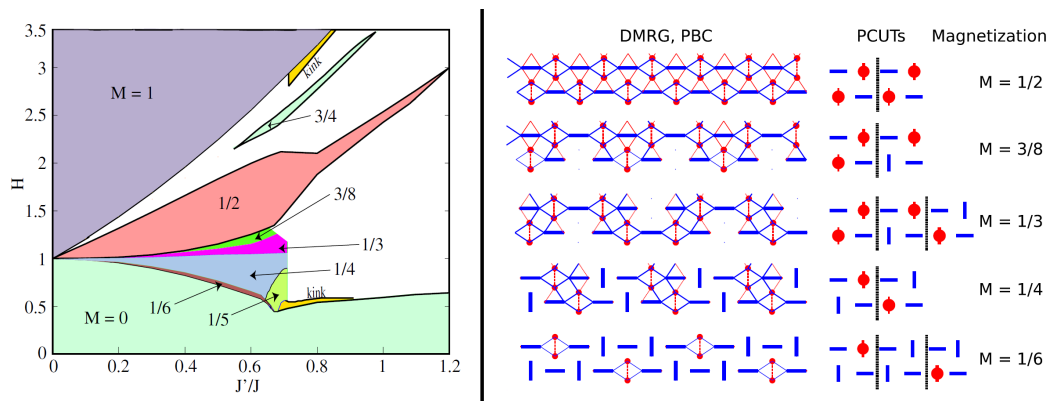 3.5
3
2.5
2
1.5
1
0.5
0
H
0
0.2
0.4
0.6
0.8
1
1.2
J'/J
M = 1
kink
3/4
1/2
3/8
1/3
1/4
1/6
1/5
kink
M = 0
DMRG, PBC
PCUTs
Magnetization
M = 1/2
M = 3/8
M = 1/3
M = 1/4
M = 1/6